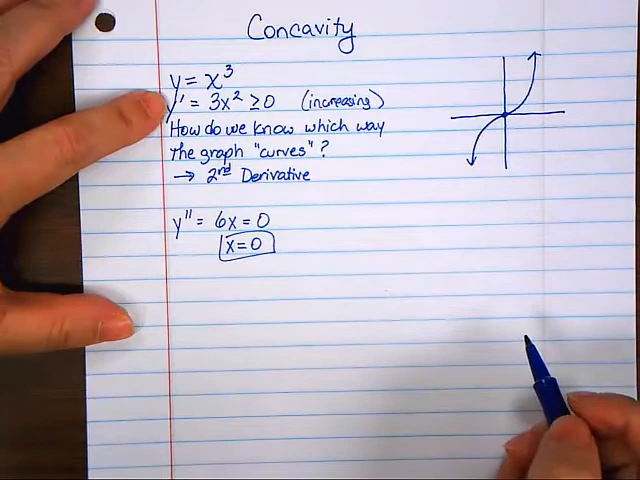 Concavity
y = x³
y' = 3x² ≥ 0 (increasing)
How do we know which way
the graph "curves" ?
→ 2nd Derivative
y'' = 6x = 0
x = 0